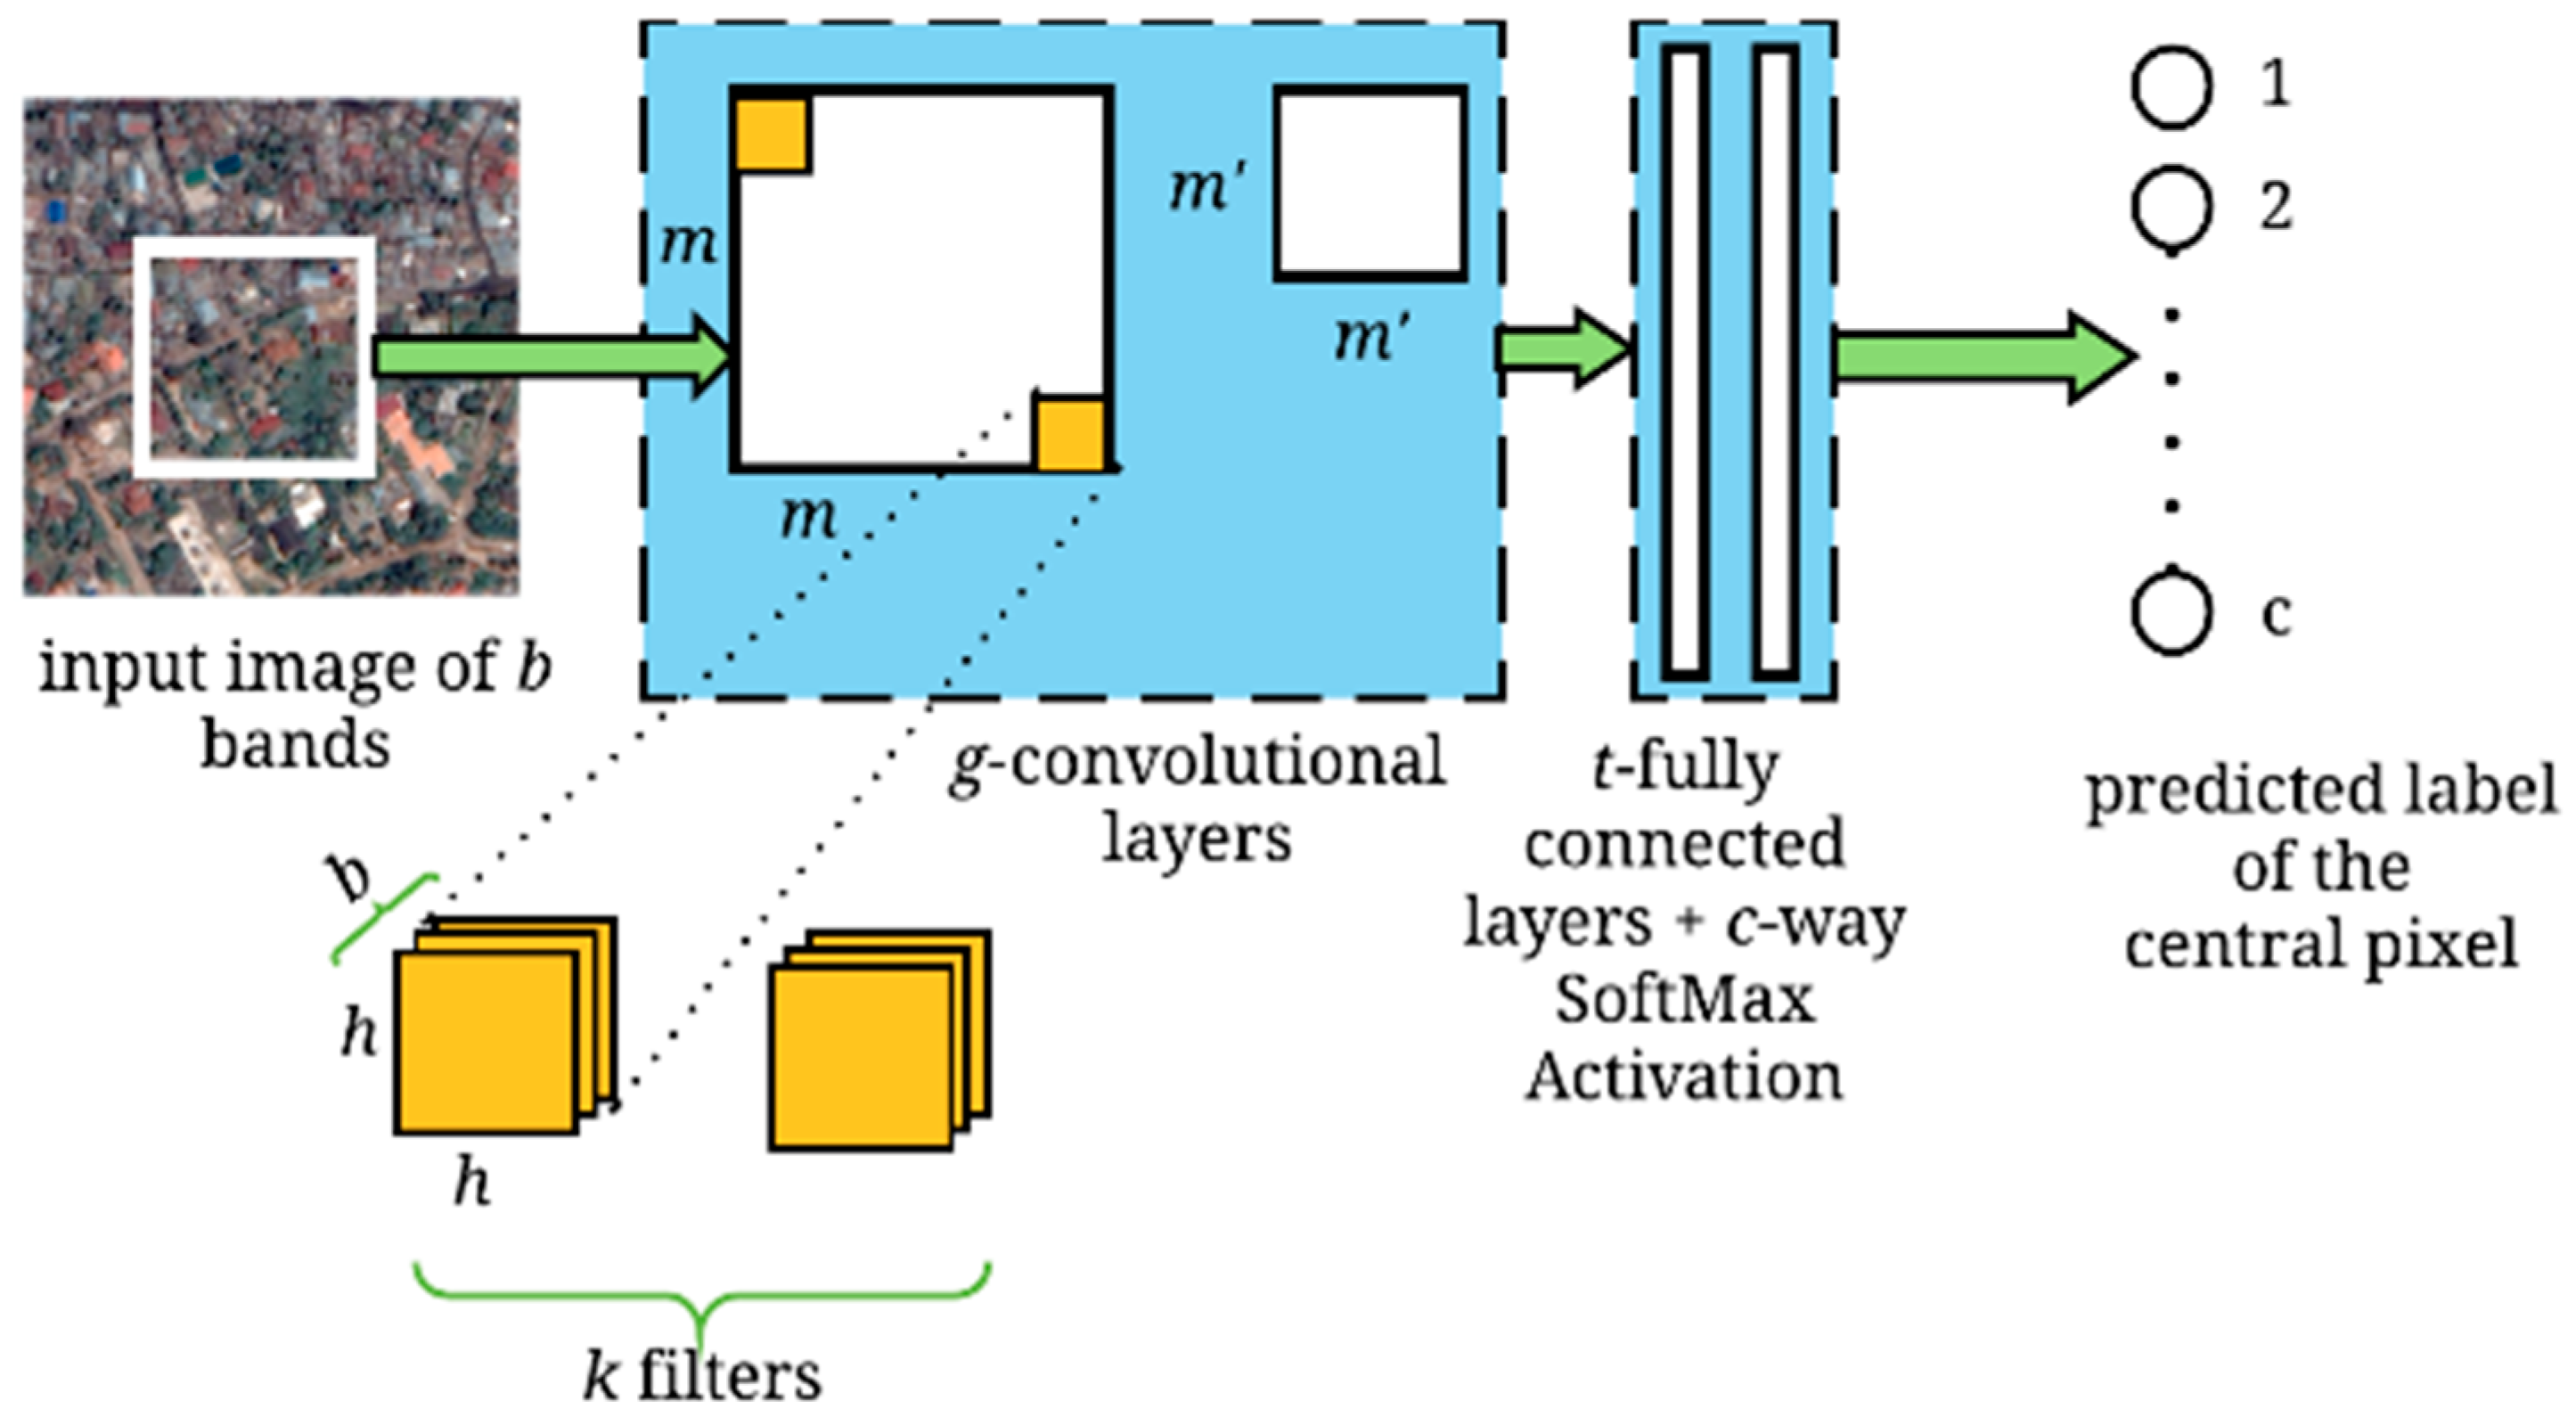 input image of b
bands
m
m
m′
m′
g-convolutional
layers
b
h
h
k filters
t-fully
connected
layers + c-way
SoftMax
Activation
1
2
c
predicted label
of the
central pixel